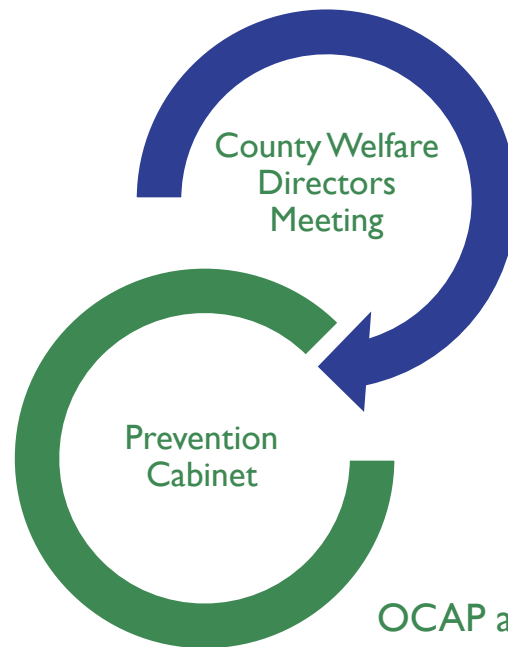 County Welfare
Directors
Meeting
Prevention
Cabinet
OCAP a